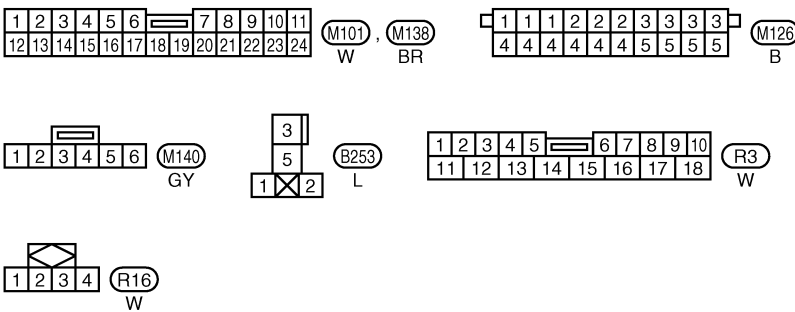 1 2 3 4 5 6 7 8 9 10 11
12 13 14 15 16 17 18 19 20 21 22 23 24
M101 , M138
W BR
1 1 1 2 2 2 3 3 3 3
4 4 4 4 4 4 5 5 5 5
M126
B
1 2 3 4 5 6
M140
GY
3
5
1 2
B253
L
1 2 3 4 5 6 7 8 9 10
11 12 13 14 15 16 17 18
R3
W
1 2 3 4
R16
W